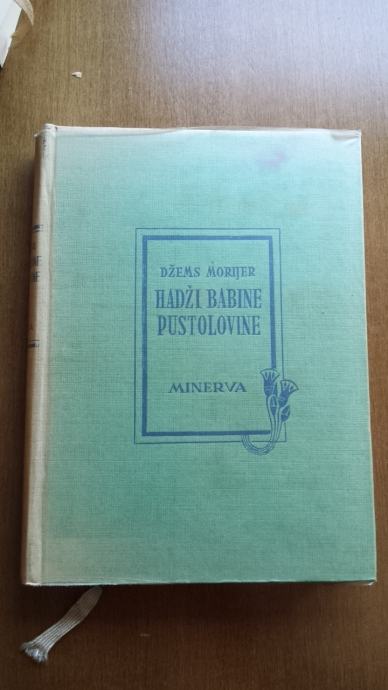 DŽEMS MORIJER
HADŽI BABINE
PUSTOLOVINE
MINERVA